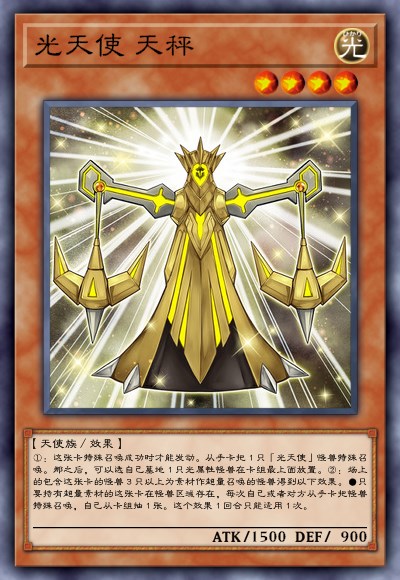 光天使 天秤
光
【天使族／效果】
①：这张卡特殊召唤成功时才能发动。从手卡把1只「光天使」怪兽特殊召
唤。那之后，可以选自己墓地1只光属性怪兽在卡组最上面放置。②：场上
的包含这张卡的怪兽3只以上为素材作超量召唤的怪兽得到以下效果。●只
要持有超量素材的这张卡在怪兽区域存在，每次自己或者对方从手卡把怪兽
特殊召唤，自己从卡组抽1张。这个效果1回合只能适用1次。
ATK/1500 DEF/ 900